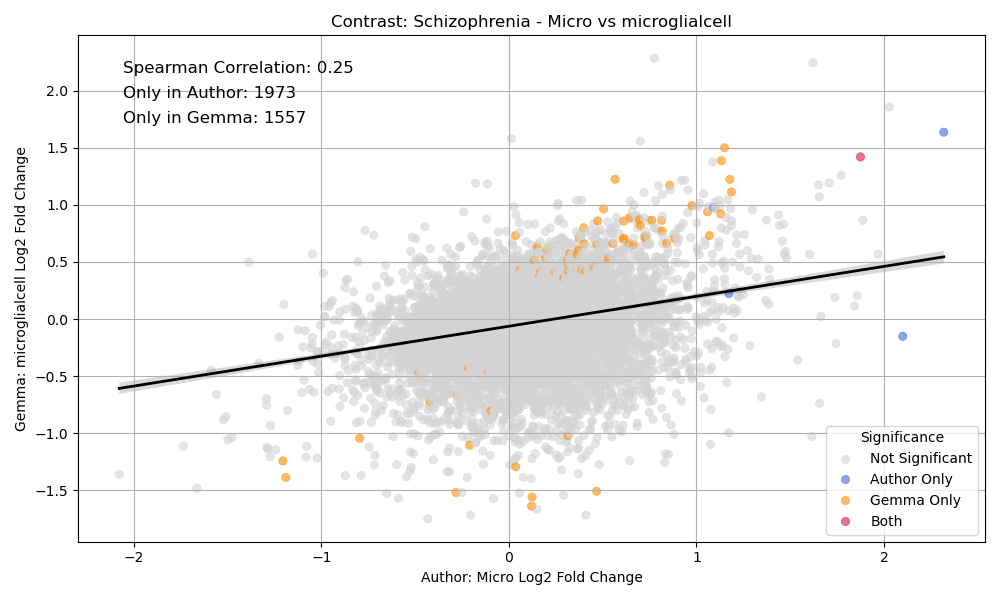 Contrast: Schizophrenia - Micro vs microglialcell
Spearman Correlation: 0.25
Only in Author: 1973
Only in Gemma: 1557
Gemma: microglialcell Log2 Fold Change
2.0
1.5
1.0
0.5
0.0
−0.5
−1.0
−1.5
−2
−1
0
1
2
Author: Micro Log2 Fold Change
Significance
Not Significant
Author Only
Gemma Only
Both